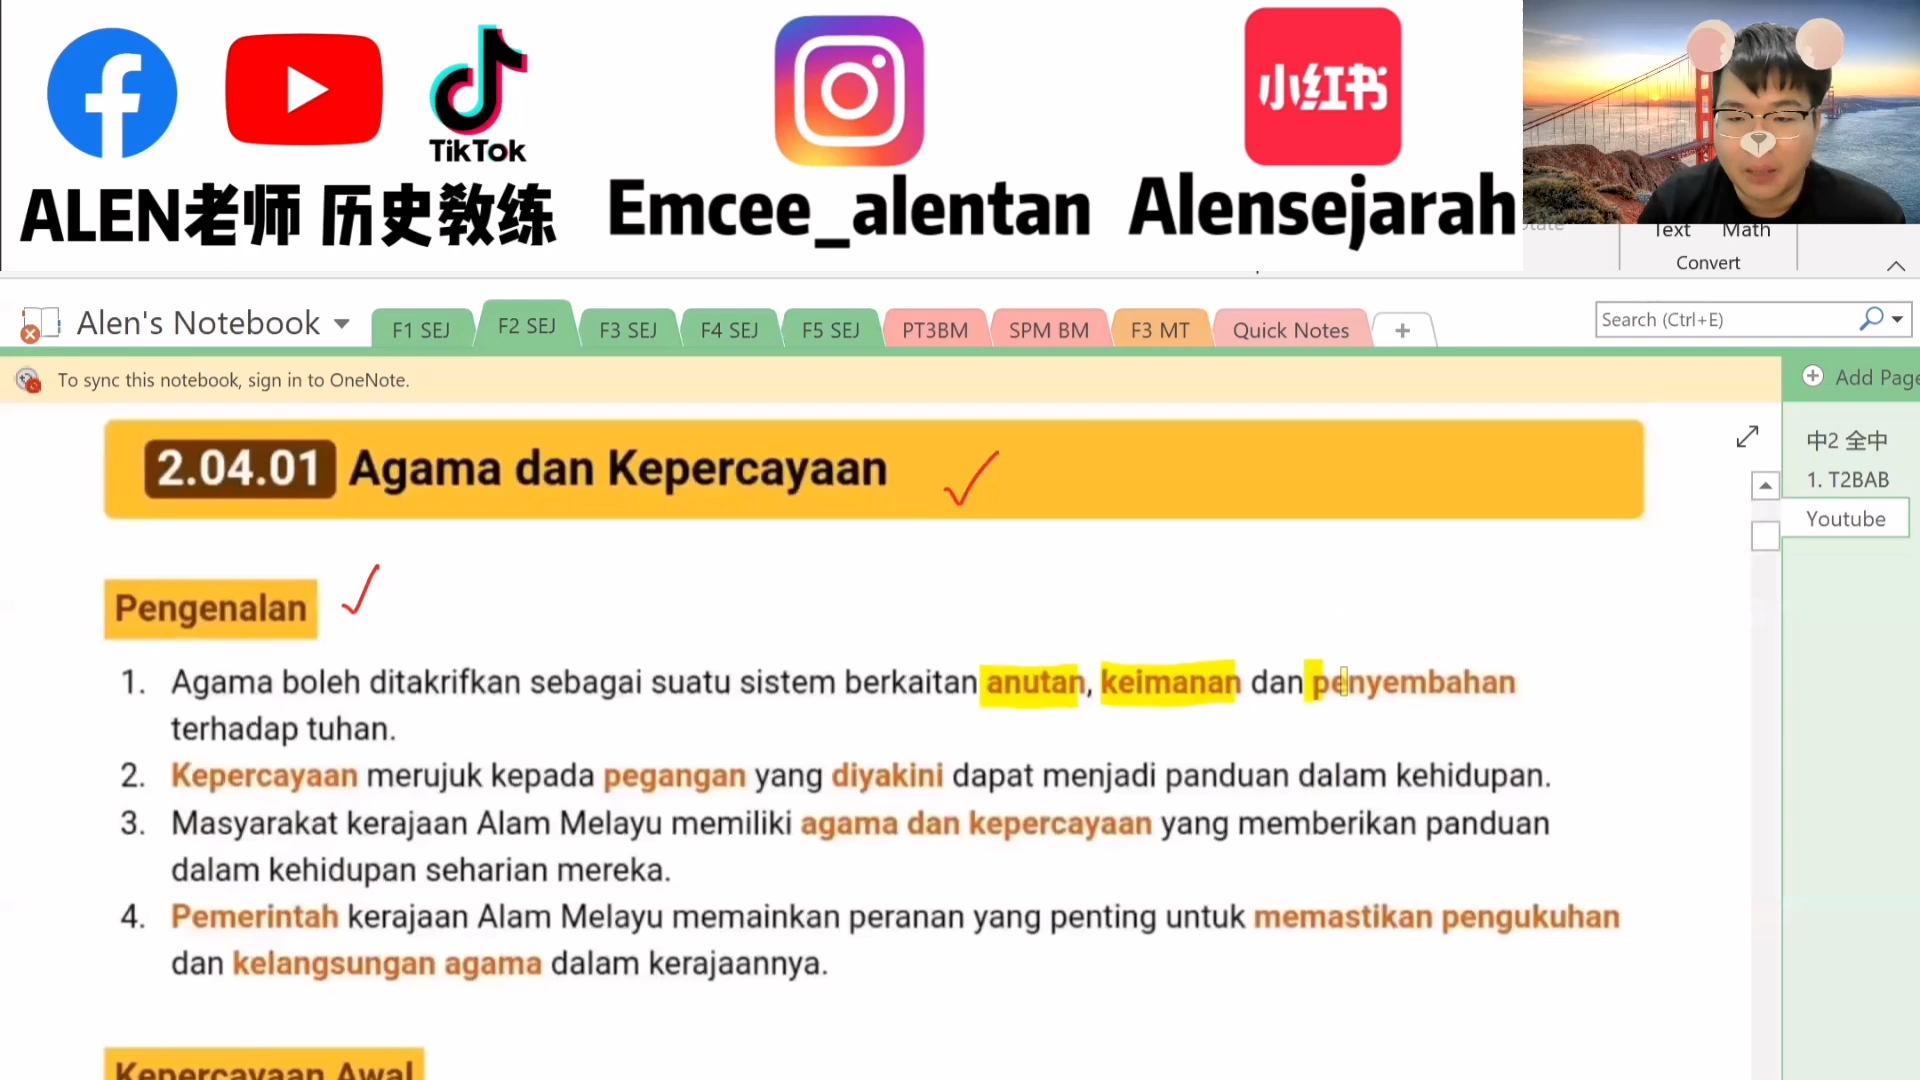 小红书
TikTok
ALEN老师 历史教练
Emcee_alentan
Alensejarah
Text Math
Convert
Alen's Notebook
F1 SEJ
F2 SEJ
F3 SEJ
F4 SEJ
F5 SEJ
PT3BM
SPM BM
F3 MT
Quick Notes
Search (Ctrl+E)
To sync this notebook, sign in to OneNote.
Add Page
2.04.01 Agama dan Kepercayaan
中2 全中
1. T2BAB
Youtube
Pengenalan
1. Agama boleh ditakrifkan sebagai suatu sistem berkaitan anutan, keimanan dan penyembahan
terhadap tuhan.
2. Kepercayaan merujuk kepada pegangan yang diyakini dapat menjadi panduan dalam kehidupan.
3. Masyarakat kerajaan Alam Melayu memiliki agama dan kepercayaan yang memberikan panduan
dalam kehidupan seharian mereka.
4. Pemerintah kerajaan Alam Melayu memainkan peranan yang penting untuk memastikan pengukuhan
dan kelangsungan agama dalam kerajaannya.
Kepercayaan Awal